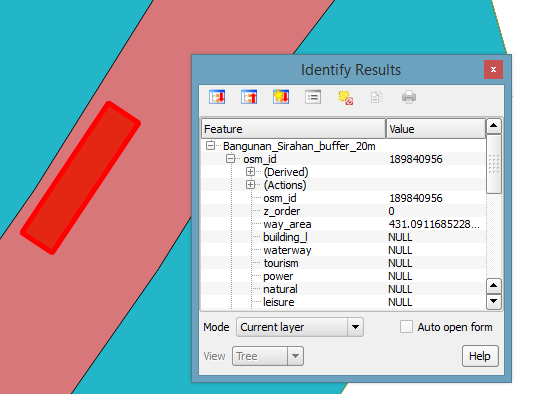 Identify Results
x
Feature Value
Bangunan_Sirahan_buffer_20m
osm_id 189840956
(Derived)
(Actions)
osm_id 189840956
z_order 0
way_area 431.0911685228...
building_l NULL
waterway NULL
tourism NULL
power NULL
natural NULL
leisure NULL
Mode Current layer Auto open form
View Tree Help